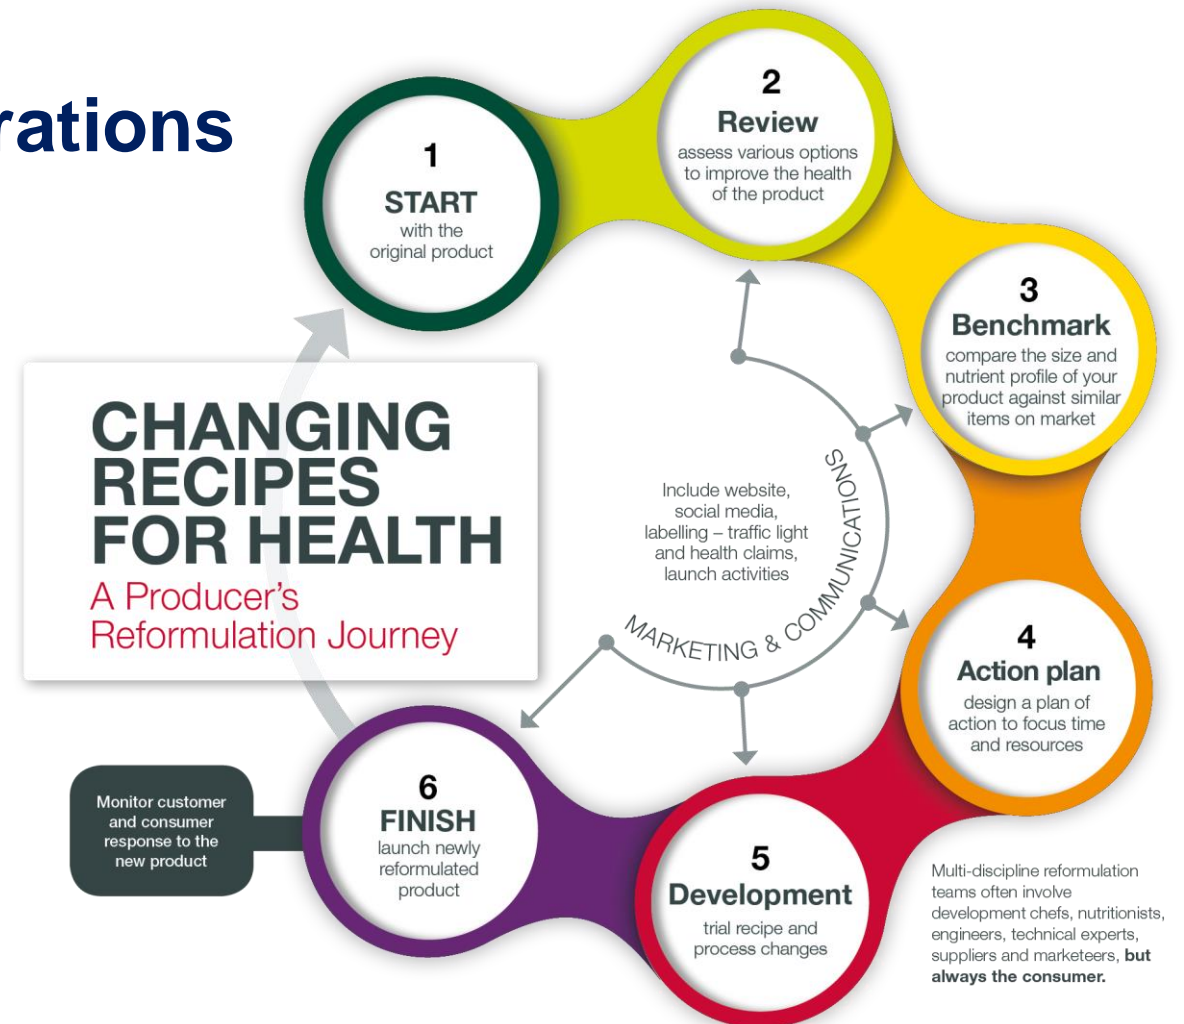 rations
1
START
with the
original product
2
Review
assess various options
to improve the health
of the product
3
Benchmark
compare the size and
nutrient profile of your
product against similar
items on market
CHANGING
RECIPES
FOR HEALTH
A Producer's
Reformulation Journey
Include website,
social media,
labelling – traffic light
and health claims,
launch activities
MARKETING & COMMUNICATIONS
4
Action plan
design a plan of
action to focus time
and resources
5
Development
trial recipe and
process changes
6
FINISH
launch newly
reformulated
product
Monitor customer
and consumer
response to the
new product
Multi-discipline reformulation
teams often involve
development chefs, nutritionists,
engineers, technical experts,
suppliers and marketeers, but
always the consumer.